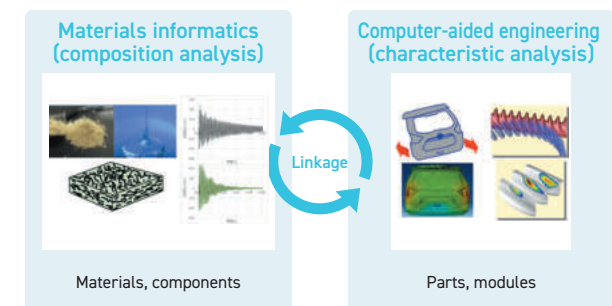 Materials informatics
(composition analysis)
Computer-aided engineering
(characteristic analysis)
Linkage
Materials, components
Parts, modules